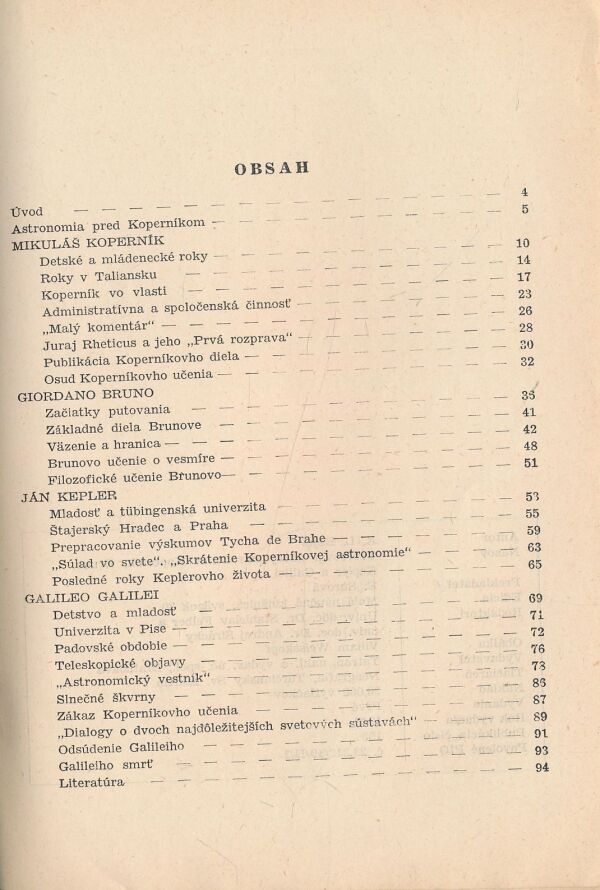 OBSAH
Úvod — — — — — — — — — — — — — 4
Astronomia pred Koperníkom — — — — — — — — — 5
MIKULÁŠ KOPERNÍK
Detské a mládenecké roky — — — — — — — — — 10
Roky v Taliansku — — — — — — — — — — 14
Koperník vo vlasti — — — — — — — — — — 17
Administratívna a spoločenská činnosť — — — — — — 23
„Malý komentár“ — — — — — — — — — — 26
Juraj Rheticus a jeho „Prvá rozprava“ — — — — — — 28
Publikácia Koperníkovho diela — — — — — — — — 30
Osud Koperníkovho učenia — — — — — — — — — 32
GIORDANO BRUNO
Začiatky putovania — — — — — — — — — — 36
Základné diela Brunove — — — — — — — — — 41
Väzenie a hranica — — — — — — — — — — 42
Brunovo učenie o vesmíre — — — — — — — — — 48
Filozofické učenie Brunovo — — — — — — — — — 51
JÁN KEPLER
Mladosť a tübingenská univerzita — — — — — — — 53
Štajerský Hradec a Praha — — — — — — — — — 55
Prepracovanie výskumov Tycha de Brahe — — — — — 59
„Súlad vo svete“. „Skrátenie Koperníkovej astronomie“ — — — 63
Posledné roky Keplerovho života — — — — — — — 65
GALILEO GALILEI
Detstvo a mladosť — — — — — — — — — — 69
Univerzita v Pise — — — — — — — — — — 71
Padovské obdobie — — — — — — — — — — 72
Teleskopické objavy — — — — — — — — — — 76
„Astronomický vestník“ — — — — — — — — — 78
Slnečné škvrny — — — — — — — — — — — 86
Zákaz Koperníkovho učenia — — — — — — — — 87
„Dialogy o dvoch najdôležitejších svetových sústavách“ — — — 89
Odsúdenie Galileiho — — — — — — — — — — 91
Galileiho smrť — — — — — — — — — — — 93
Literatúra — — — — — — — — — — — — 94